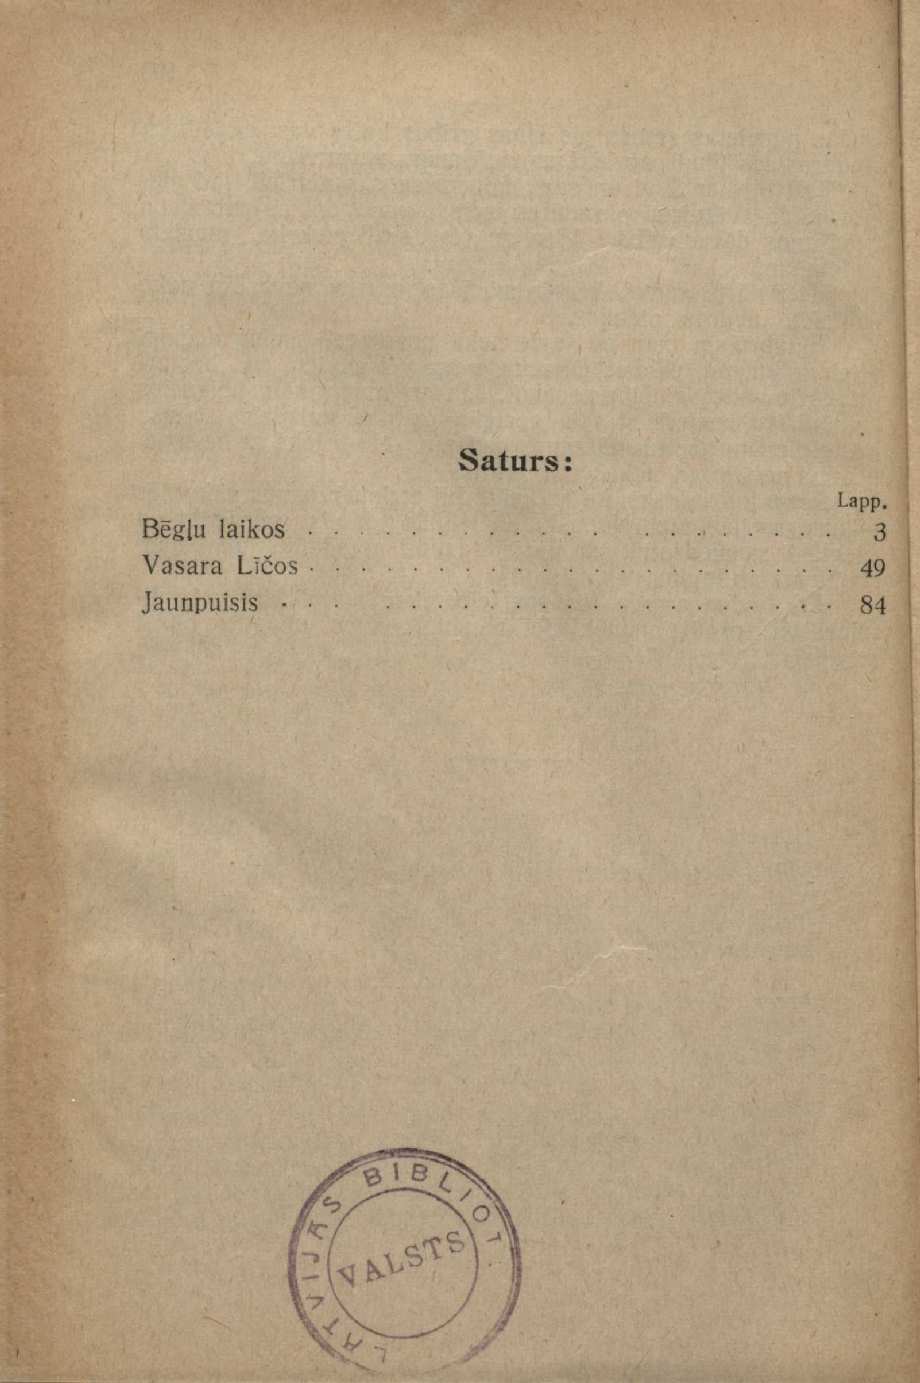 Saturs:
Lapp.
Bēgļu laikos . . . . . . . . . . . . . . . . . . . . 3
Vasara Līčos . . . . . . . . . . . . . . . . . . . . . 49
Jaunpuisis . . . . . . . . . . . . . . . . . . . . . 84
LATVIJAS BIBLIOT.
VALSTS